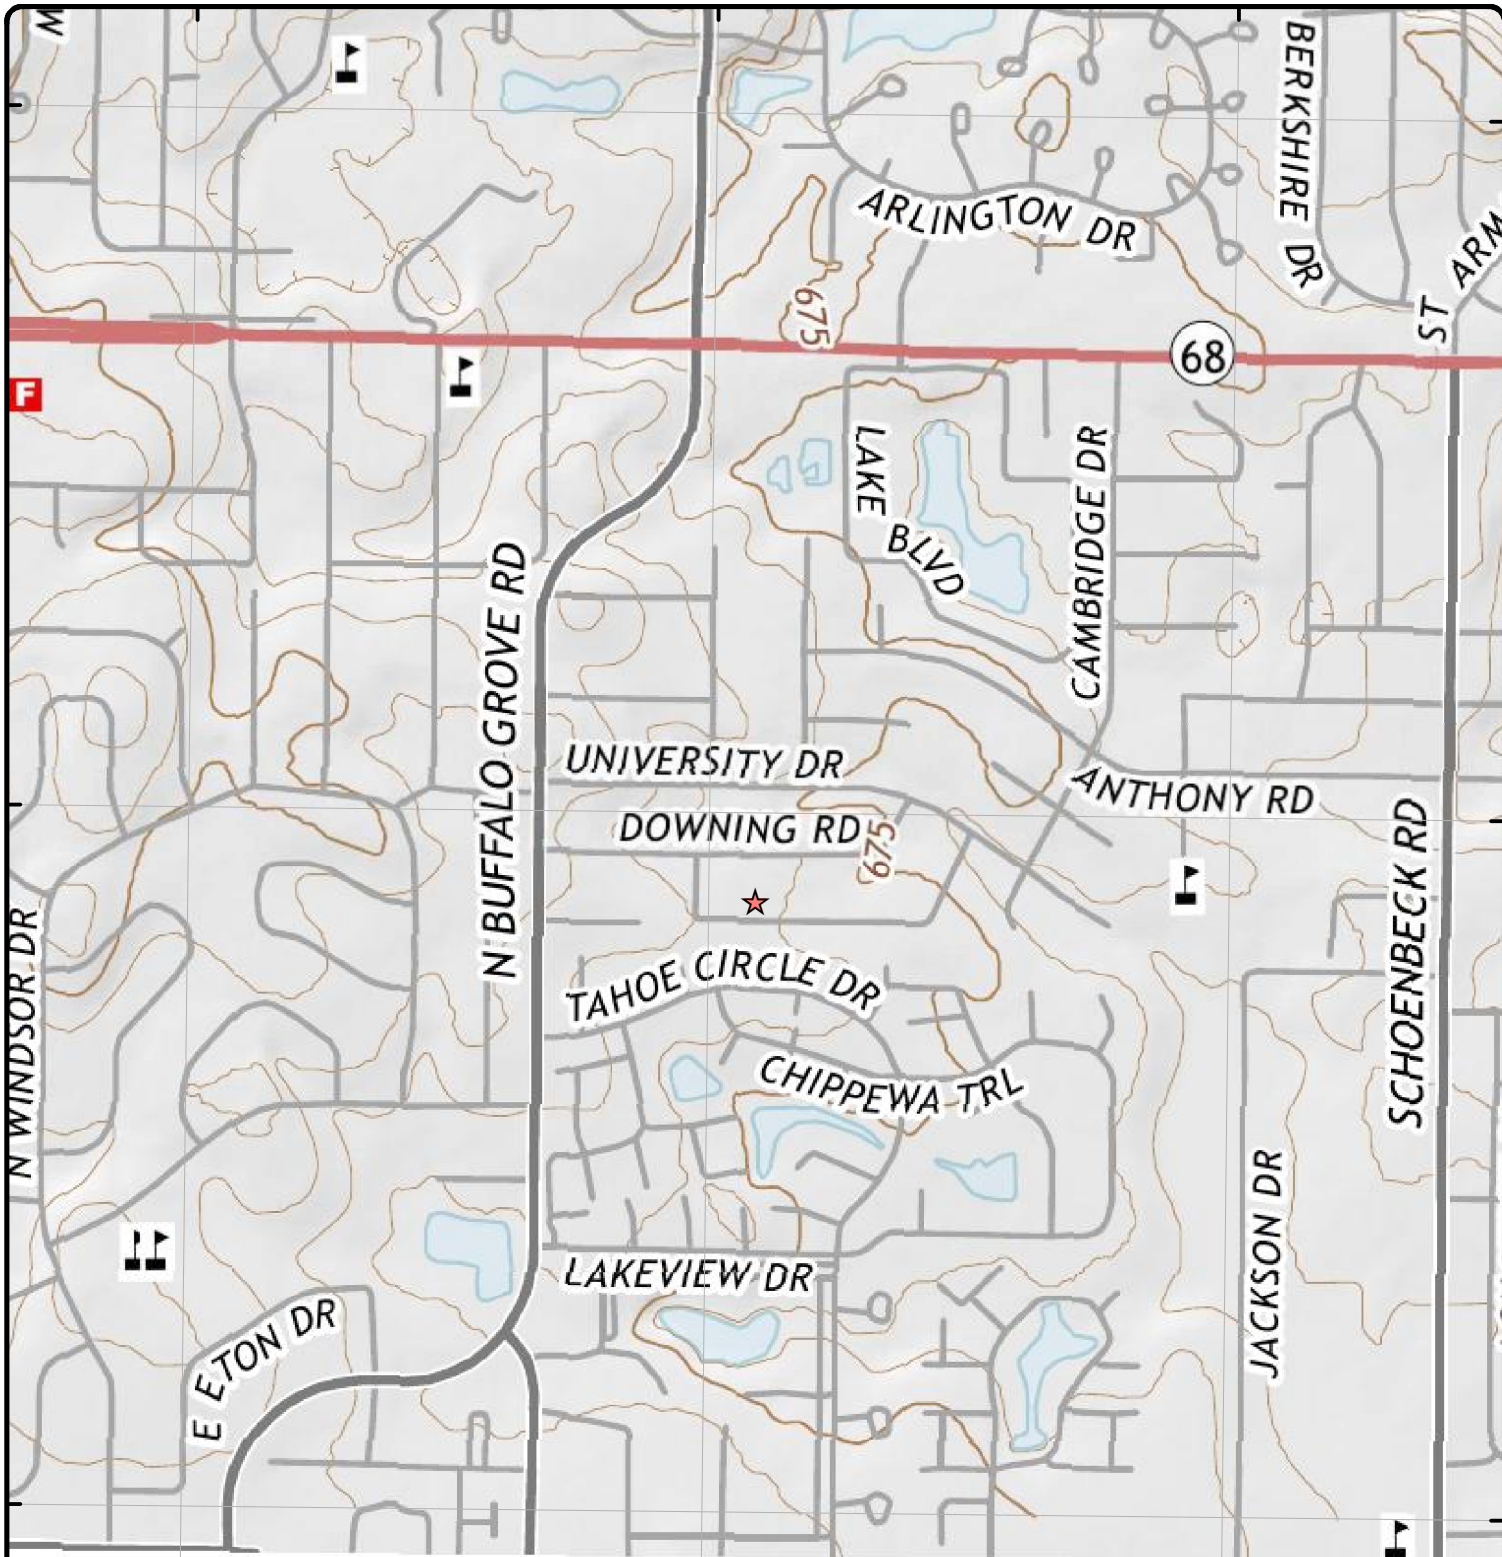 BERKSHIRE DR
ARLINGTON DR
ST ARM
675
68
F
LAKE BLVD
CAMBRIDGE DR
N BUFFALO GROVE RD
UNIVERSITY DR
ANTHONY RD
DOWNING RD
675
SCHOENBECK RD
N WINDSOR DR
TAHOE CIRCLE DR
CHIPPEWA TRL
JACKSON DR
LAKEVIEW DR
E ETON DR